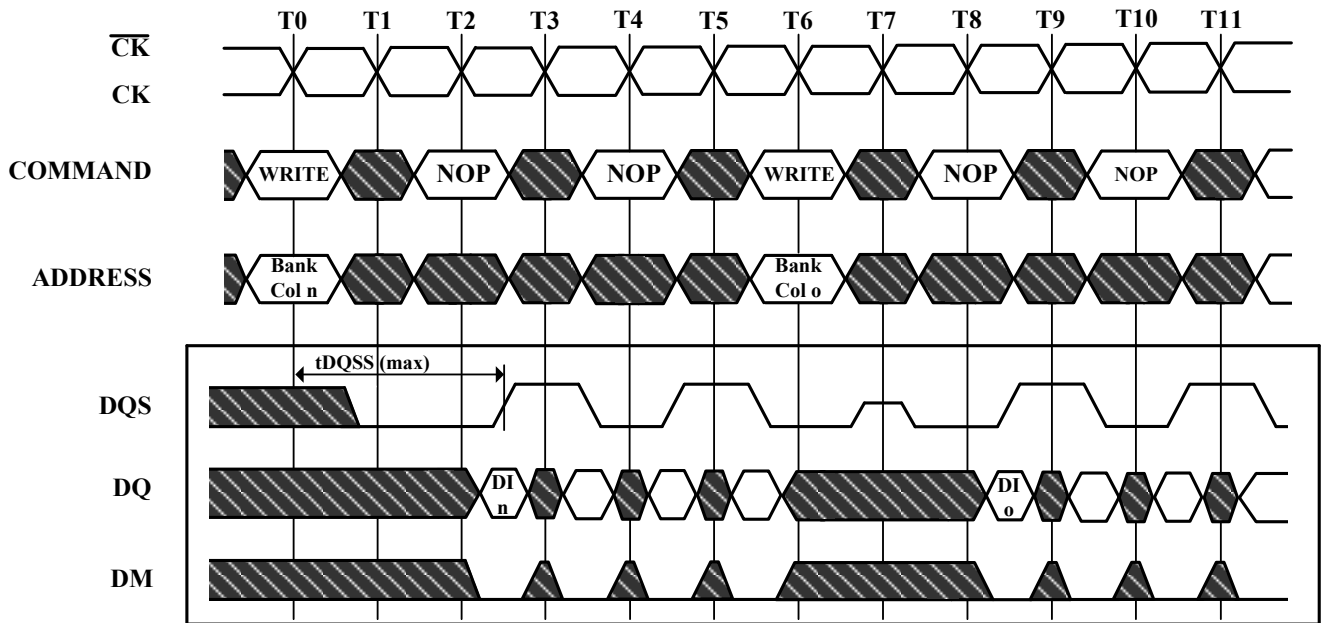 T0 T1 T2 T3 T4 T5 T6 T7 T8 T9 T10 T11
CK
CK
COMMAND WRITE NOP NOP WRITE NOP NOP
ADDRESS Bank Col n Bank Col o
tDQSS (max)
DQS
DQ DI n DI o
DM